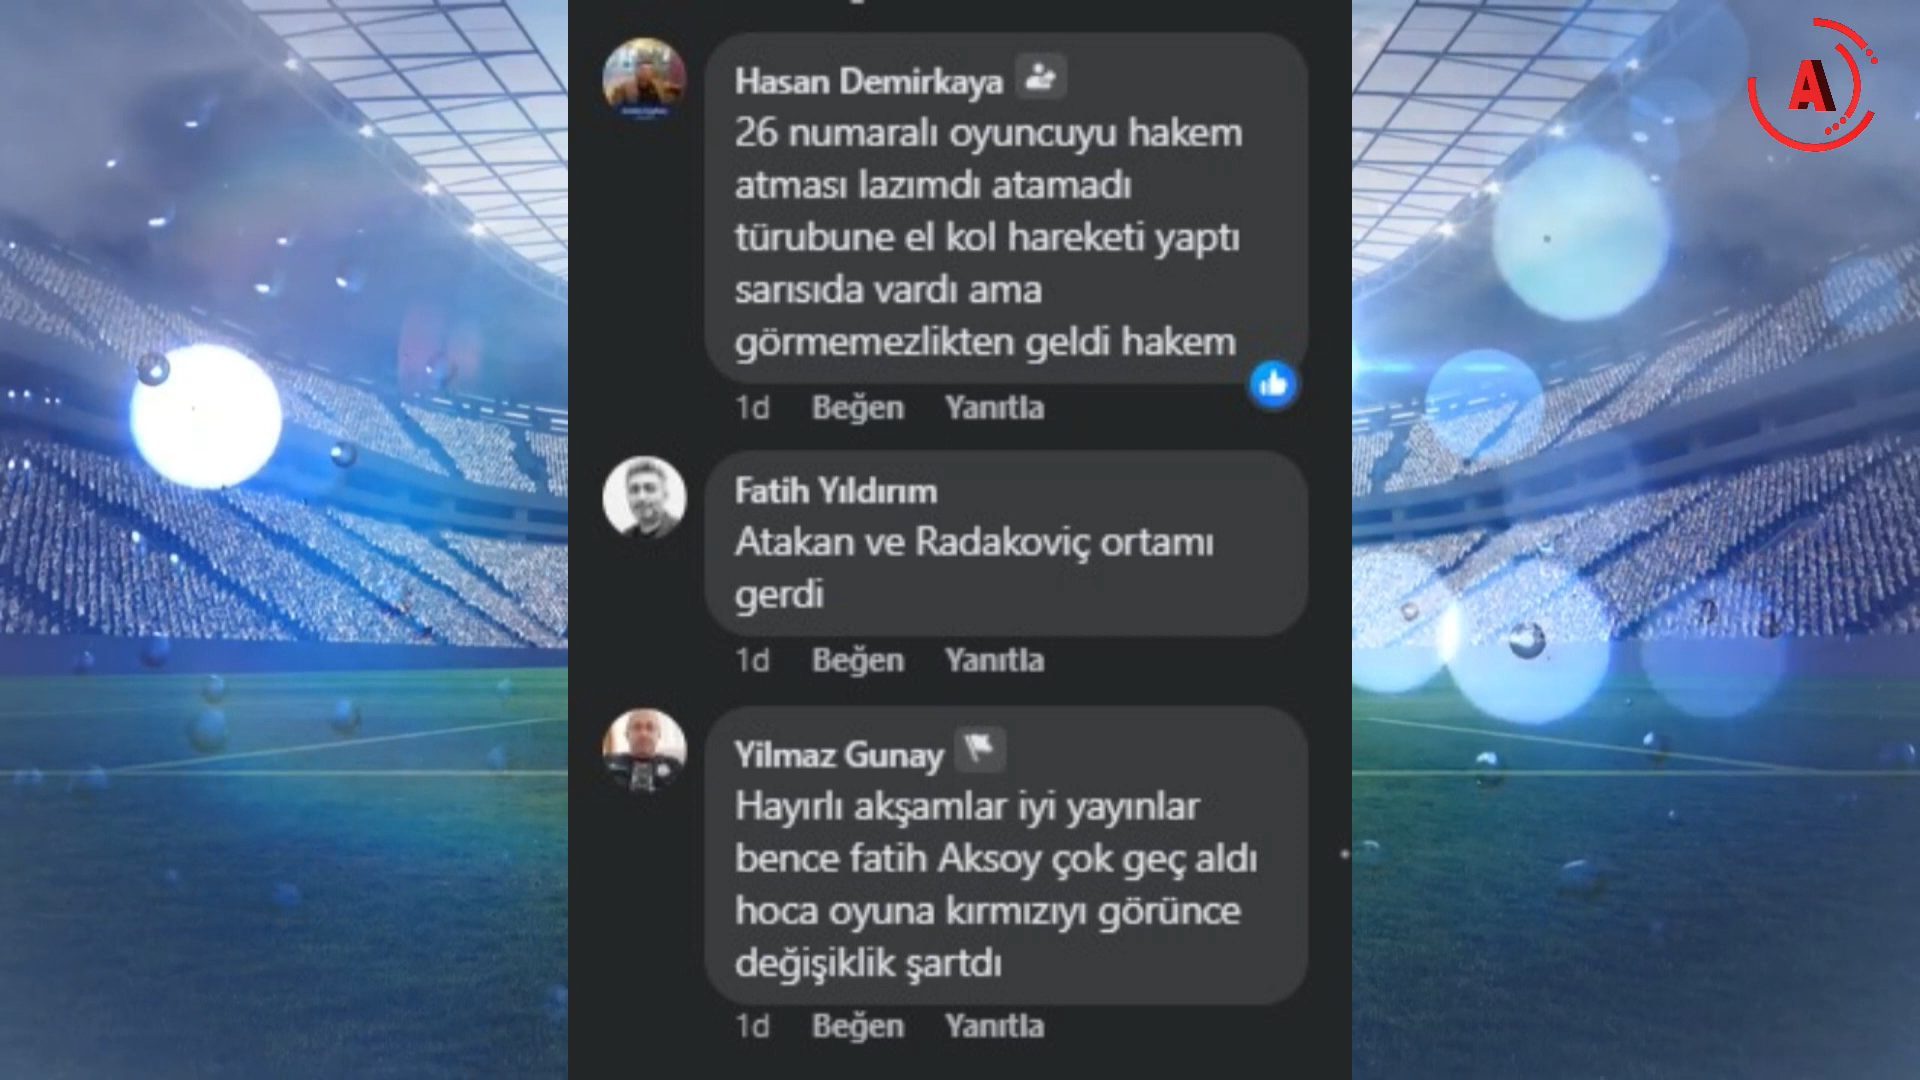 A
Hasan Demirkaya
26 numaralı oyuncuyu hakem
atması lazımdı atamadı
türubune el kol hareketi yaptı
sarısıda vardı ama
görmemezlikten geldi hakem
1d Beğen Yanıtla
Fatih Yıldırım
Atakan ve Radakoviç ortamı
gerdi
1d Beğen Yanıtla
Yilmaz Gunay
Hayırlı akşamlar iyi yayınlar
bence fatih Aksoy çok geç aldı
hoca oyuna kırmızıyı görünce
değişiklik şartdı
1d Beğen Yanıtla